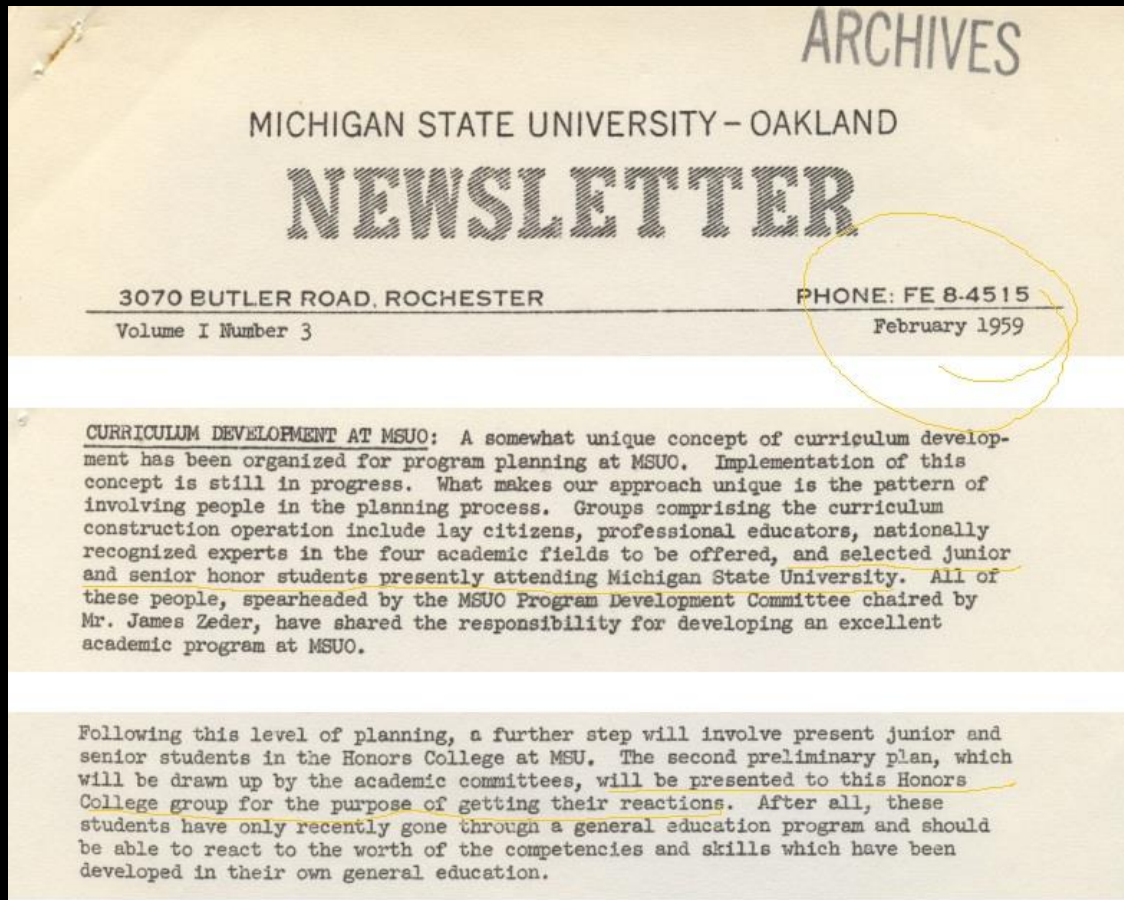 ARCHIVES
MICHIGAN STATE UNIVERSITY – OAKLAND
NEWSLETTER
3070 BUTLER ROAD, ROCHESTER PHONE: FE 8-4515
Volume I Number 3 February 1959
CURRICULUM DEVELOPMENT AT MSUO: A somewhat unique concept of curriculum develop-
ment has been organized for program planning at MSUO. Implementation of this
concept is still in progress. What makes our approach unique is the pattern of
involving people in the planning process. Groups comprising the curriculum
construction operation include lay citizens, professional educators, nationally
recognized experts in the four academic fields to be offered, and selected junior
and senior honor students presently attending Michigan State University. All of
these people, spearheaded by the MSUO Program Development Committee chaired by
Mr. James Zeder, have shared the responsibility for developing an excellent
academic program at MSUO.
Following this level of planning, a further step will involve present junior and
senior students in the Honors College at MSU. The second preliminary plan, which
will be drawn up by the academic committees, will be presented to this Honors
College group for the purpose of getting their reactions. After all, these
students have only recently gone through a general education program and should
be able to react to the worth of the competencies and skills which have been
developed in their own general education.